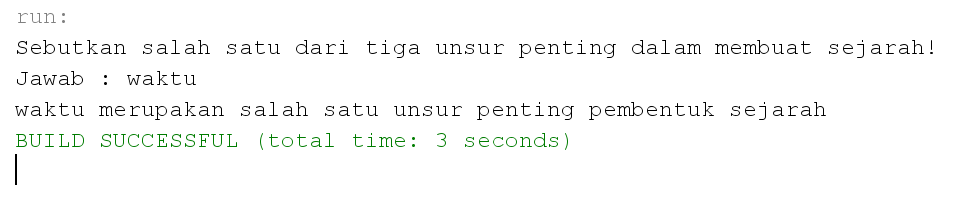 run:
Sebutkan salah satu dari tiga unsur penting dalam membuat sejarah!
Jawab : waktu
waktu merupakan salah satu unsur penting pembentuk sejarah
BUILD SUCCESSFUL (total time: 3 seconds)